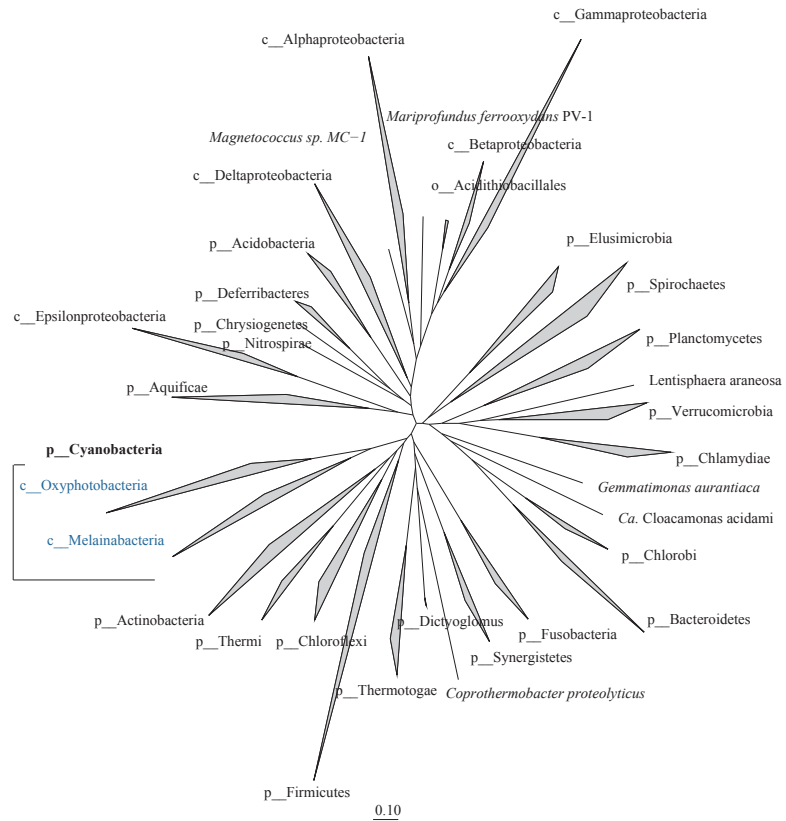 c__Gammaproteobacteria
c__Alphaproteobacteria
Mariprofundus ferrooxydans PV-1
Magnetococcus sp. MC−1
c__Betaproteobacteria
c__Deltaproteobacteria
o__Acidithiobacillales
p__Acidobacteria
p__Elusimicrobia
p__Spirochaetes
p__Deferribacteres
c__Epsilonproteobacteria
p__Chrysiogenetes
p__Nitrospirae
p__Planctomycetes
Lentisphaera araneosa
p__Aquificae
p__Verrucomicrobia
p__Cyanobacteria
p__Chlamydiae
c__Oxyphotobacteria
Gemmatimonas aurantiaca
Ca. Cloacamonas acidami
c__Melainabacteria
p__Chlorobi
p__Actinobacteria
p__Dictyoglomus
p__Bacteroidetes
p__Thermi
p__Chloroflexi
p__Fusobacteria
p__Synergistetes
p__Thermotogae
Coprothermobacter proteolyticus
p__Firmicutes
0.10